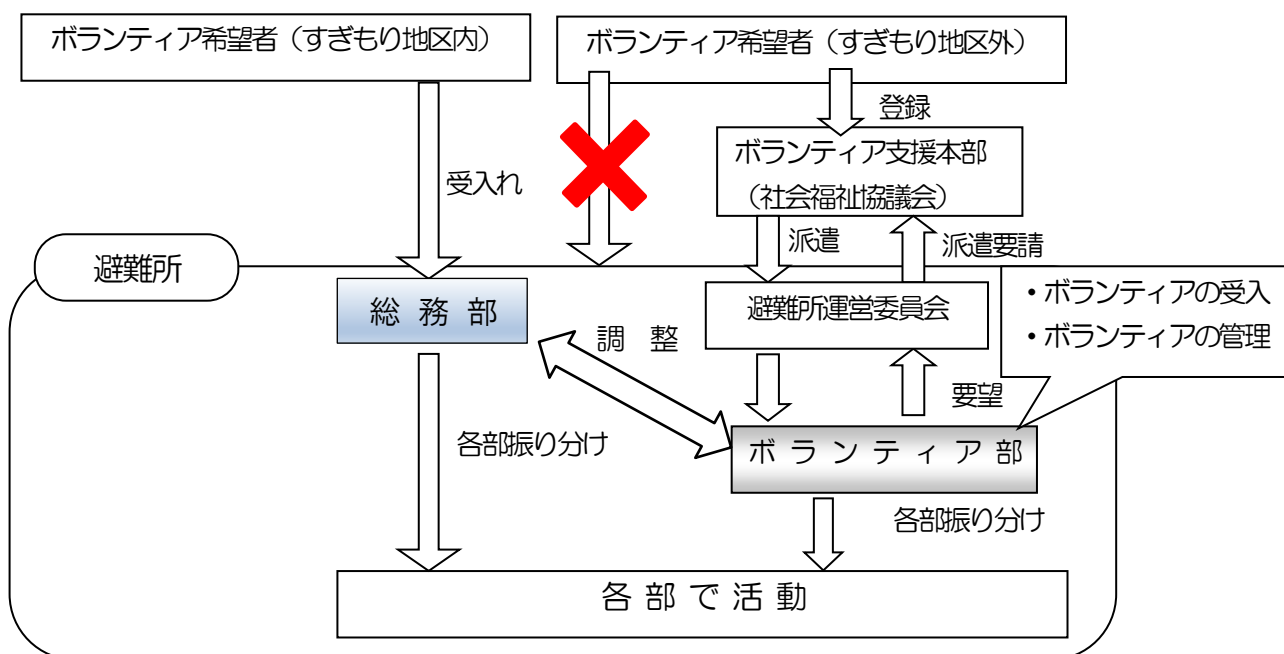 ボランティア希望者（すぎもり地区内）
ボランティア希望者（すぎもり地区外）
登録
ボランティア支援本部
（社会福祉協議会）
受入れ
派遣
派遣要請
避難所
総務部
調整
避難所運営委員会
・ボランティアの受入
・ボランティアの管理
要望
各部振り分け
ボランティア部
各部振り分け
各部で活動